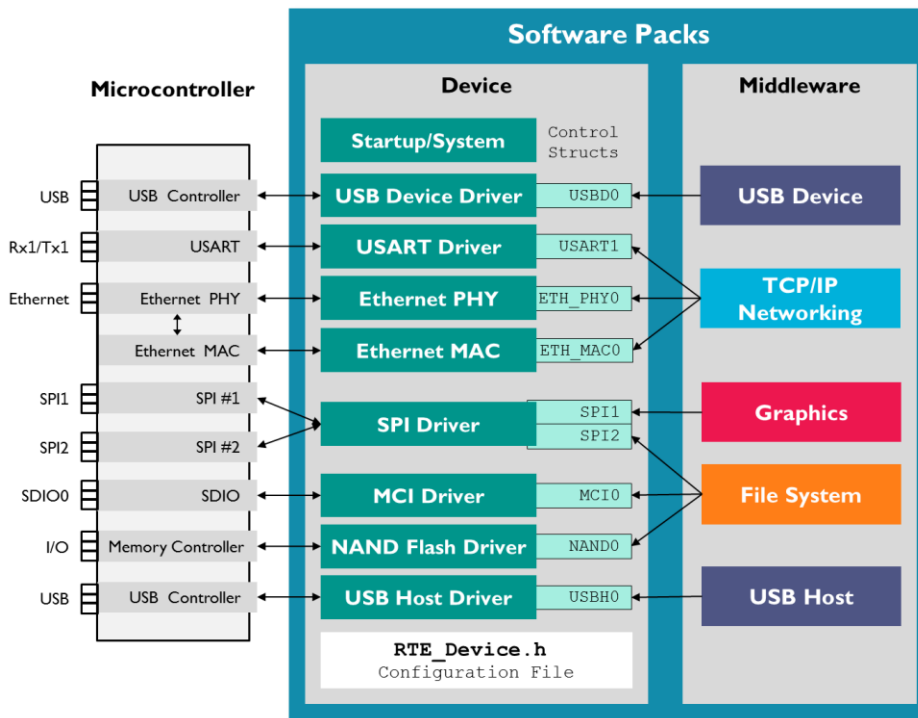 Software Packs
Microcontroller
Device
Middleware
Startup/System
Control
Structs
USB
USB Controller
USB Device Driver
USBD0
USB Device
Rx1/Tx1
USART
USART Driver
USART1
Ethernet
Ethernet PHY
Ethernet PHY
ETH_PHY0
TCP/IP
Networking
Ethernet MAC
Ethernet MAC
ETH_MAC0
SPI1
SPI #1
SPI Driver
SPI1
Graphics
SPI2
SPI #2
SPI2
SDIO0
SDIO
MCI Driver
MCI0
File System
I/O
Memory Controller
NAND Flash Driver
NAND0
USB
USB Controller
USB Host Driver
USBH0
USB Host
RTE_Device.h
Configuration File